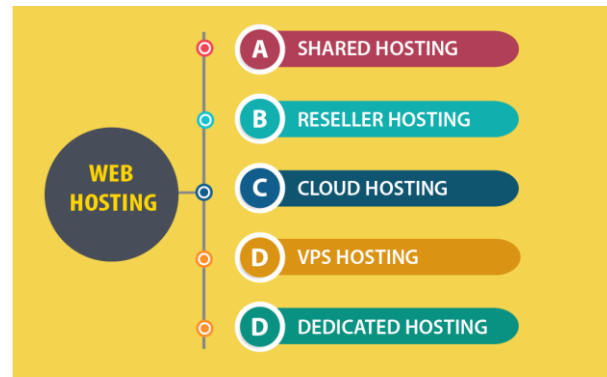 WEB
HOSTING
A SHARED HOSTING
B RESELLER HOSTING
C CLOUD HOSTING
D VPS HOSTING
D DEDICATED HOSTING